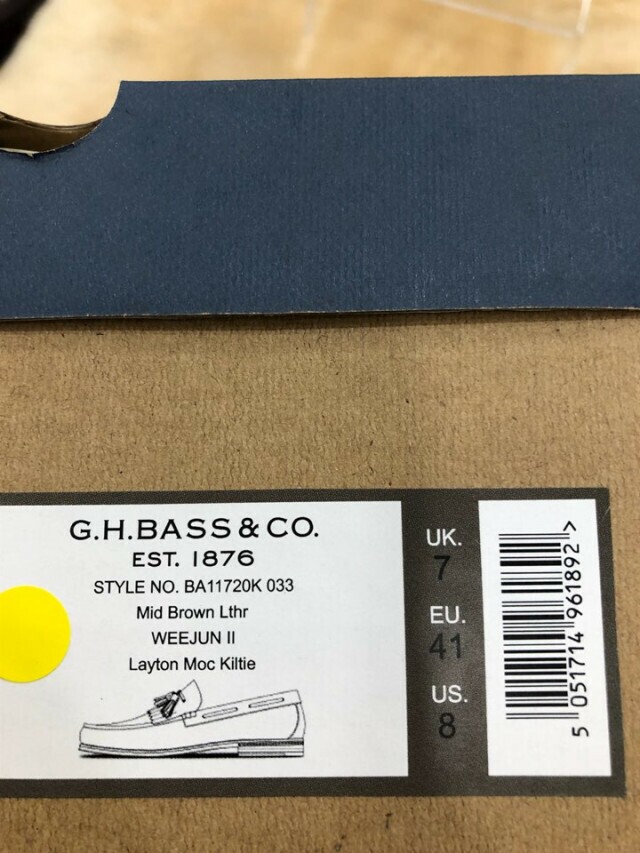 G.H.BASS & CO.
EST. 1876
STYLE NO. BA11720K 033
Mid Brown Lthr
WEEJUN II
Layton Moc Kiltie
UK.
7
EU.
41
US.
8
5 051714 961892 >